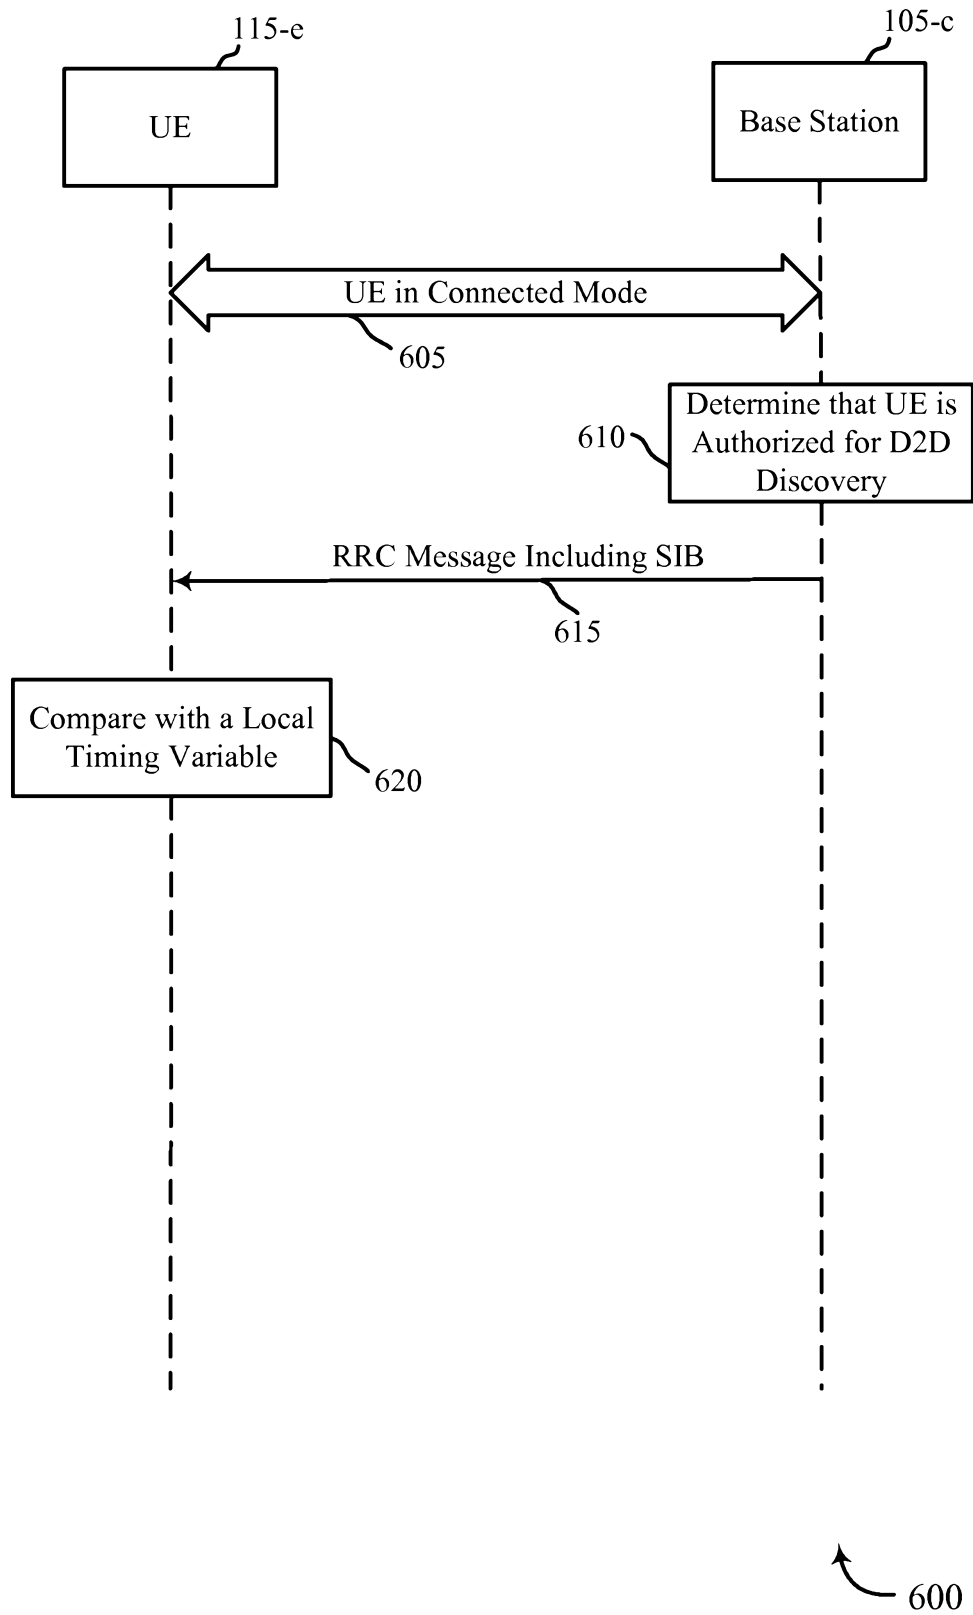 115-e
105-c
UE
Base Station
UE in Connected Mode
605
Determine that UE is
610
Authorized for D2D
Discovery
RRC Message Including SIB
615
Compare with a Local
Timing Variable
620
600